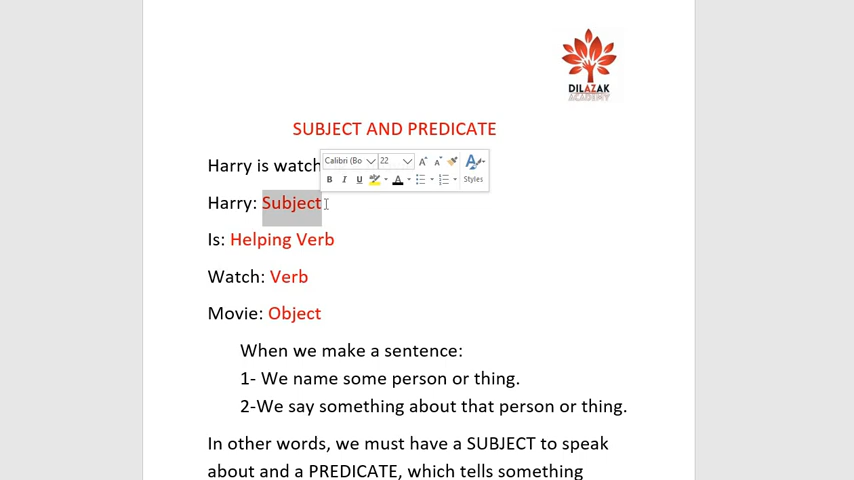 DILAZAK
ACADEMY
SUBJECT AND PREDICATE
Harry is watch
Calibri (Bo 22
Styles
Harry: Subject
Is: Helping Verb
Watch: Verb
Movie: Object
When we make a sentence:
1- We name some person or thing.
2-We say something about that person or thing.
In other words, we must have a SUBJECT to speak
about and a PREDICATE, which tells something